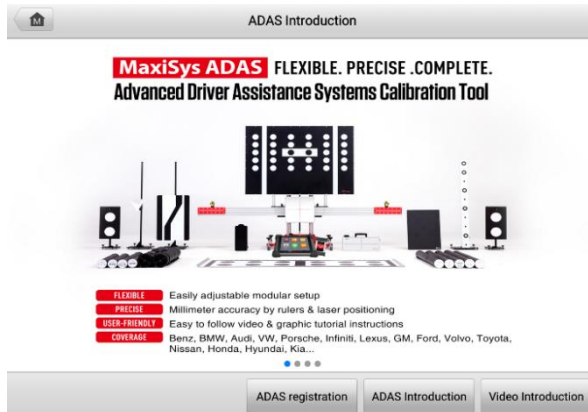 M
ADAS Introduction
MaxiSys ADAS FLEXIBLE. PRECISE .COMPLETE.
Advanced Driver Assistance Systems Calibration Tool
FLEXIBLE Easily adjustable modular setup
PRECISE Millimeter accuracy by rulers & laser positioning
USER-FRIENDLY Easy to follow video & graphic tutorial instructions
COVERAGE Benz, BMW, Audi, VW, Porsche, Infiniti, Lexus, GM, Ford, Volvo, Toyota,
Nissan, Honda, Hyundai, Kia...
ADAS registration ADAS Introduction Video Introduction